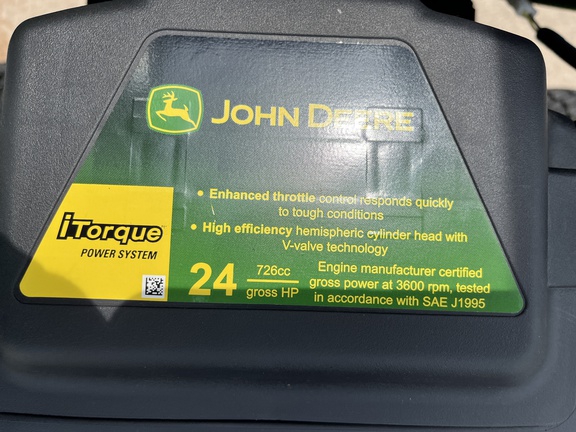 JOHN DEERE
• Enhanced throttle control responds quickly
to tough conditions
• High efficiency hemispheric cylinder head with
V-valve technology
iTorque
POWER SYSTEM
24 726cc
gross HP
Engine manufacturer certified
gross power at 3600 rpm, tested
in accordance with SAE J1995